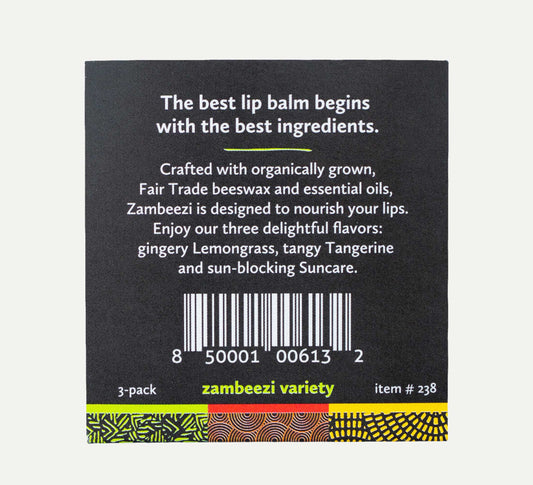 The best lip balm begins
with the best ingredients.
Crafted with organically grown,
Fair Trade beeswax and essential oils,
Zambeezi is designed to nourish your lips.
Enjoy our three delightful flavors:
gingery Lemongrass, tangy Tangerine
and sun-blocking Suncare.
8 50001 00613 2
3-pack zambeezi variety item # 238